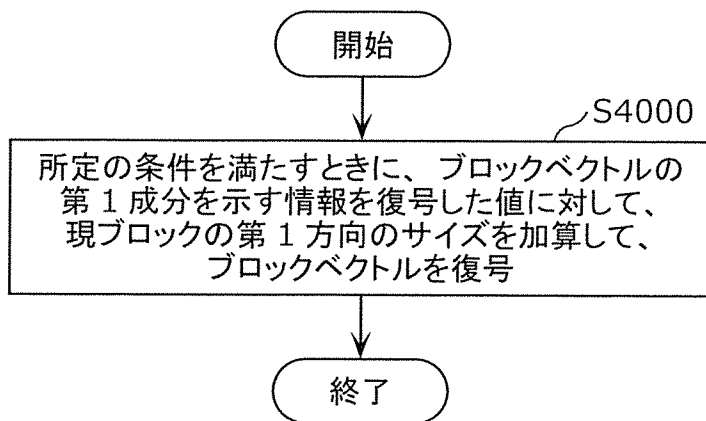 開始
S4000
所定の条件を満たすときに、ブロックベクトルの
第1成分を示す情報を復号した値に対して、
現ブロックの第1方向のサイズを加算して、
ブロックベクトルを復号
終了